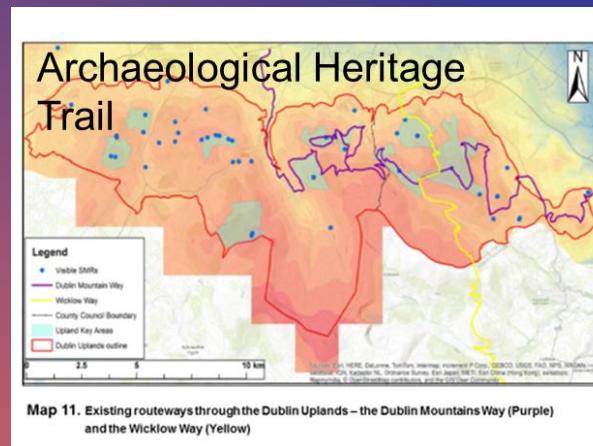 Archaeological Heritage
Trail
N
Legend
Visible SMRs
Dublin Mountain Way
Wicklow Way
County Council Boundary
Upland Key Areas
Dublin Uplands outline
0 2.5 5 10 km
Map 11. Existing routeways through the Dublin Uplands – the Dublin Mountains Way (Purple)
and the Wicklow Way (Yellow)